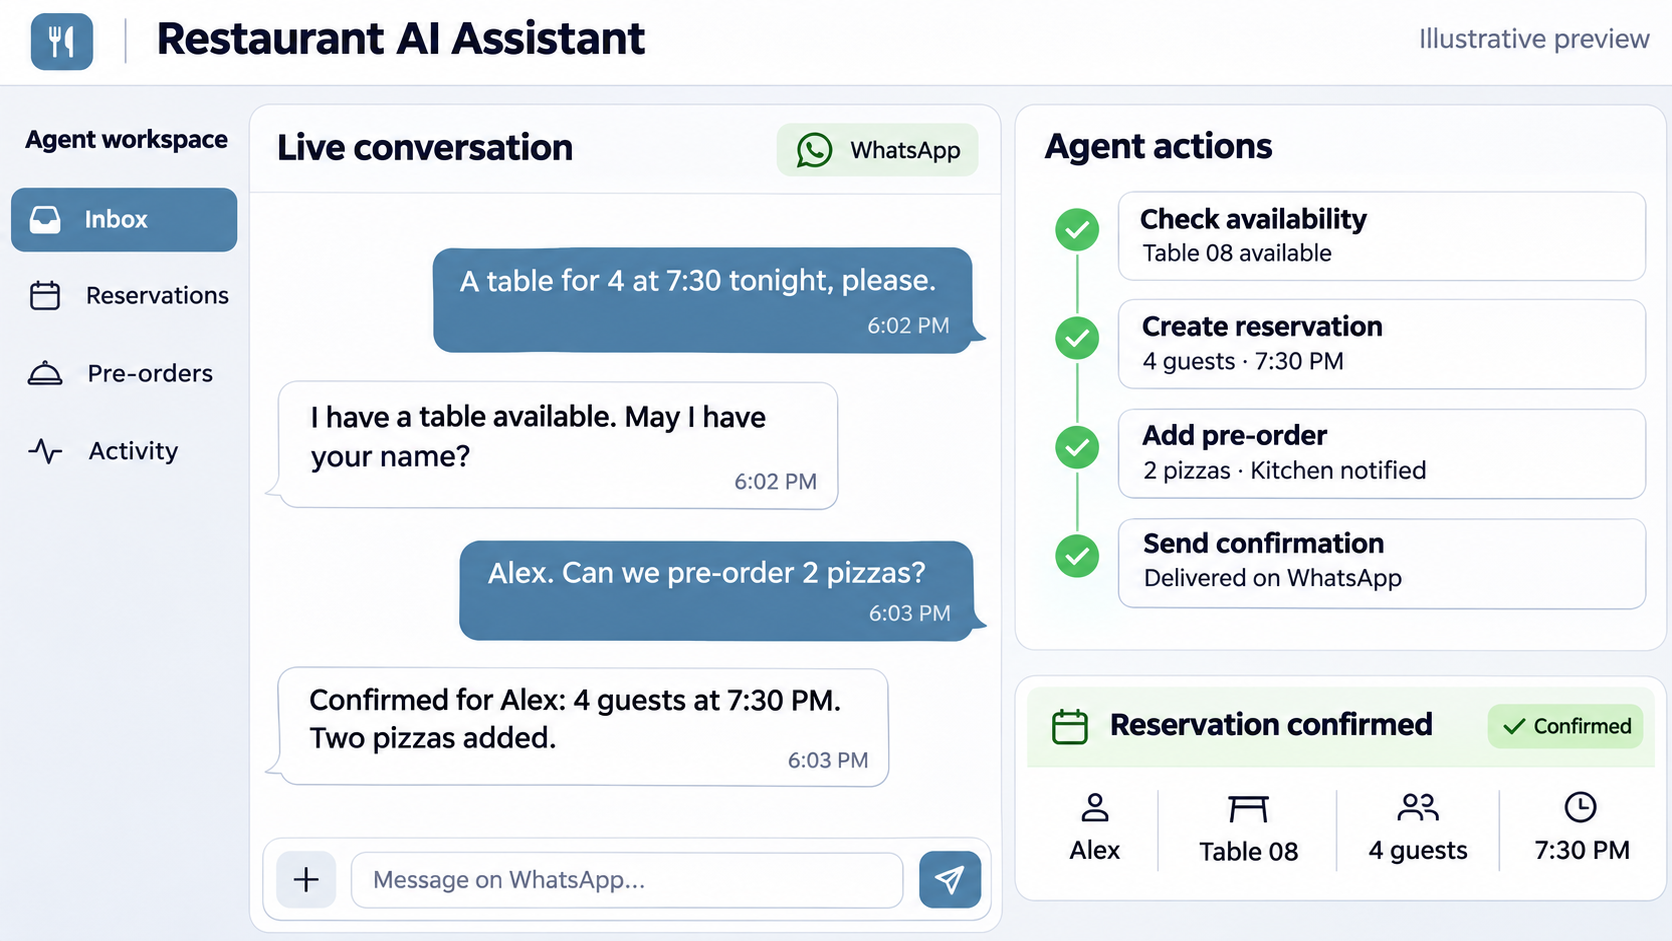 Restaurant AI Assistant
Illustrative preview
Agent workspace
Inbox
Reservations
Pre-orders
Activity
Live conversation
WhatsApp
A table for 4 at 7:30 tonight, please.
6:02 PM
I have a table available. May I have
your name?
6:02 PM
Alex. Can we pre-order 2 pizzas?
6:03 PM
Confirmed for Alex: 4 guests at 7:30 PM.
Two pizzas added.
6:03 PM
Message on WhatsApp...
Agent actions
Check availability
Table 08 available
Create reservation
4 guests · 7:30 PM
Add pre-order
2 pizzas · Kitchen notified
Send confirmation
Delivered on WhatsApp
Reservation confirmed
Confirmed
Alex
Table 08
4 guests
7:30 PM